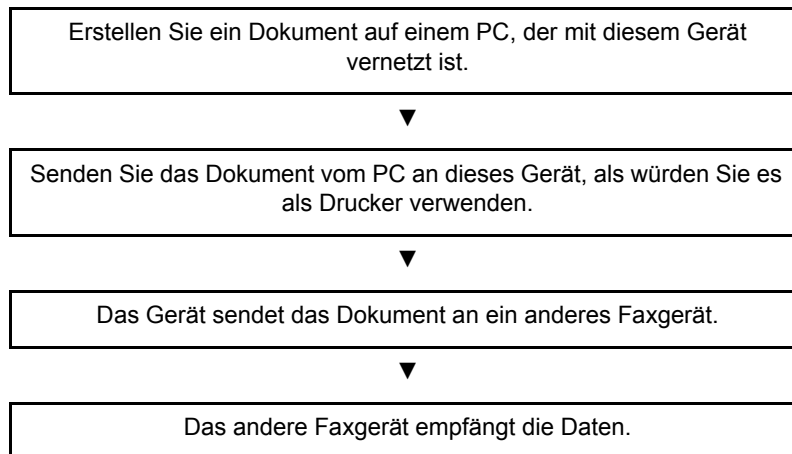 Erstellen Sie ein Dokument auf einem PC, der mit diesem Gerät
vernetzt ist.
▼
Senden Sie das Dokument vom PC an dieses Gerät, als würden Sie es
als Drucker verwenden.
▼
Das Gerät sendet das Dokument an ein anderes Faxgerät.
▼
Das andere Faxgerät empfängt die Daten.